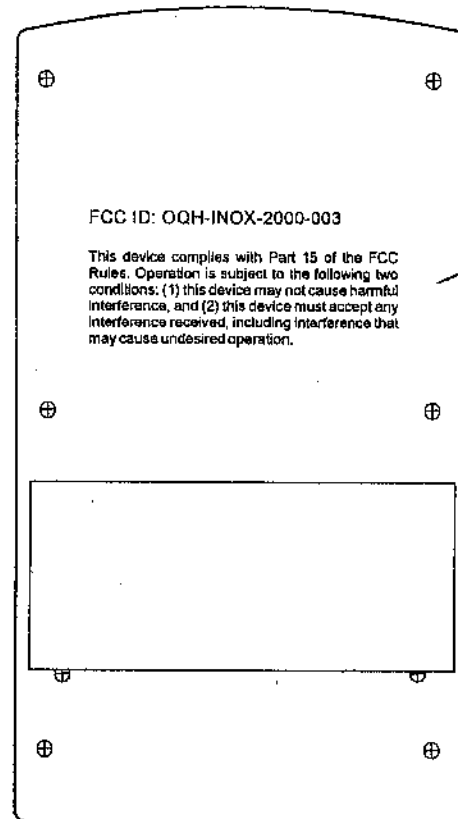 FCC ID: OQH-INOX-2000-003
This device complies with Part 15 of the FCC
Rules. Operation is subject to the following two
conditions: (1) this device may not cause harmful
interference, and (2) this device must accept any
interference received, including interference that
may cause undesired operation.